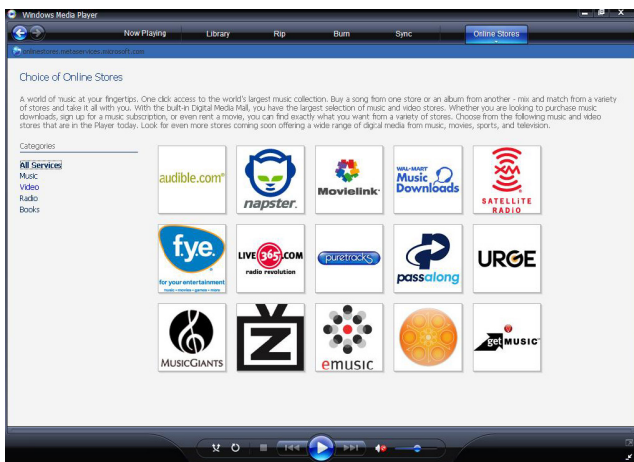 Windows Media Player
Now Playing Library Rip Burn Sync Online Stores
onlinestores.metaservices.microsoft.com
Choice of Online Stores
A world of music at your fingertips. One click access to the world's largest music collection. Buy a song from one store or an album from another - mix and match from a variety
of stores and take it all with you. With the built-in Digital Media Mall, you have the largest selection of music and video stores. Whether you are looking to purchase music
downloads, sign up for a music subscription, or even rent a movie, you can find exactly what you want from a variety of stores. Choose from the following music and video
stores that are in the Player today. Look for even more stores coming soon offering a wide range of digital media from music, movies, sports, and television.
Categories
All Services
Music
Video
Radio
Books
audible.com®
napster.
Movielink
WAL-MART
Music
Downloads
XM
SATELLITE
RADIO
f.y.e.
for your entertainment
music • movies • games • more
LIVE365.COM
radio revolution
puretracks
passalong
URGE
MUSICGIANTS
Z
emusic
get MUSIC